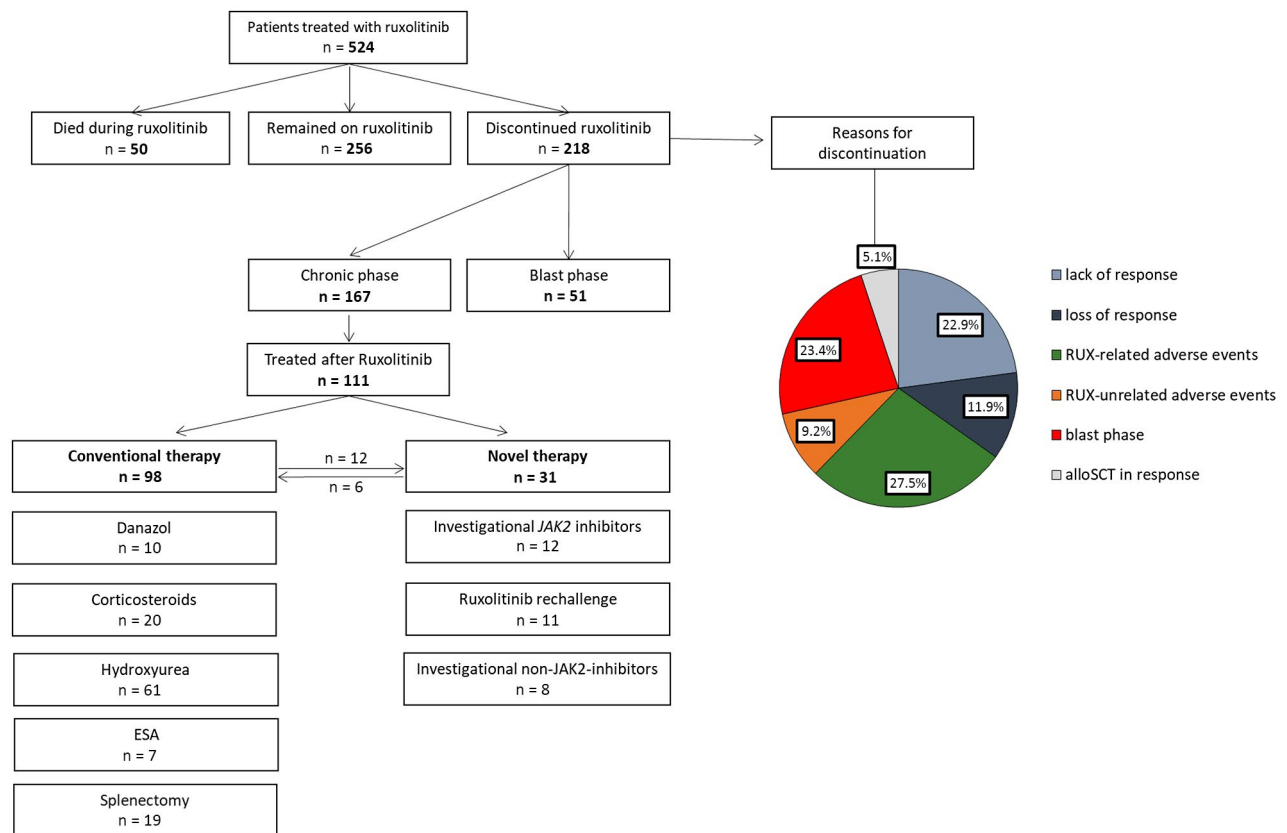 Patients treated with ruxolitinib
n = 524
Died during ruxolitinib
n = 50
Remained on ruxolitinib
n = 256
Discontinued ruxolitinib
n = 218
Reasons for
discontinuation
Chronic phase
n = 167
Blast phase
n = 51
Treated after Ruxolitinib
n = 111
Conventional therapy
n = 98
n = 12
n = 6
Novel therapy
n = 31
Danazol
n = 10
Corticosteroids
n = 20
Hydroxyurea
n = 61
ESA
n = 7
Splenectomy
n = 19
Investigational JAK2 inhibitors
n = 12
Ruxolitinib rechallenge
n = 11
Investigational non-JAK2-inhibitors
n = 8
5.1%
22.9%
23.4%
11.9%
9.2%
27.5%
lack of response
loss of response
RUX-related adverse events
RUX-unrelated adverse events
blast phase
alloSCT in response